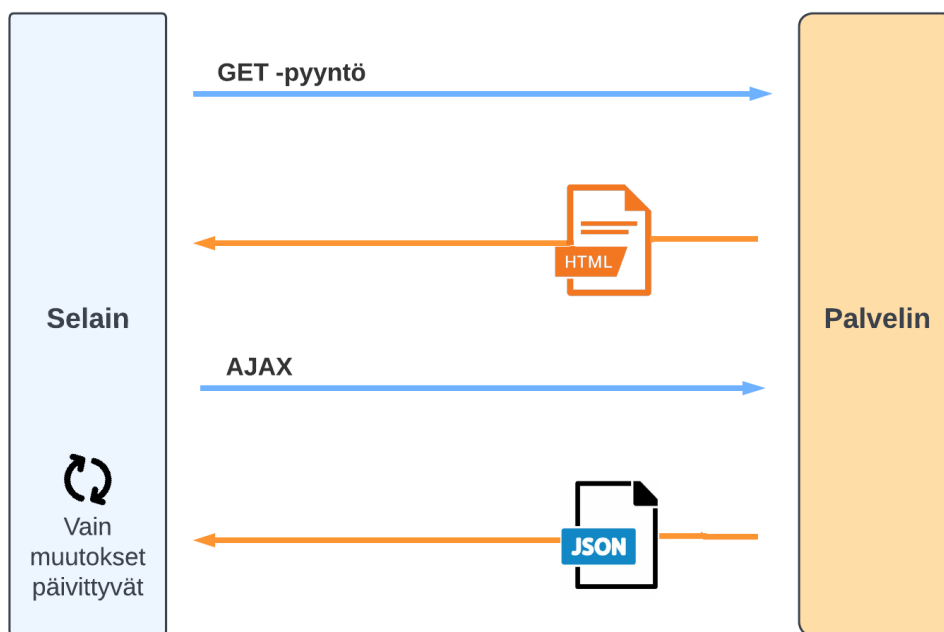 GET -pyyntö
HTML
Selain
Palvelin
AJAX
JSON
Vain
muutokset
päivittyvät